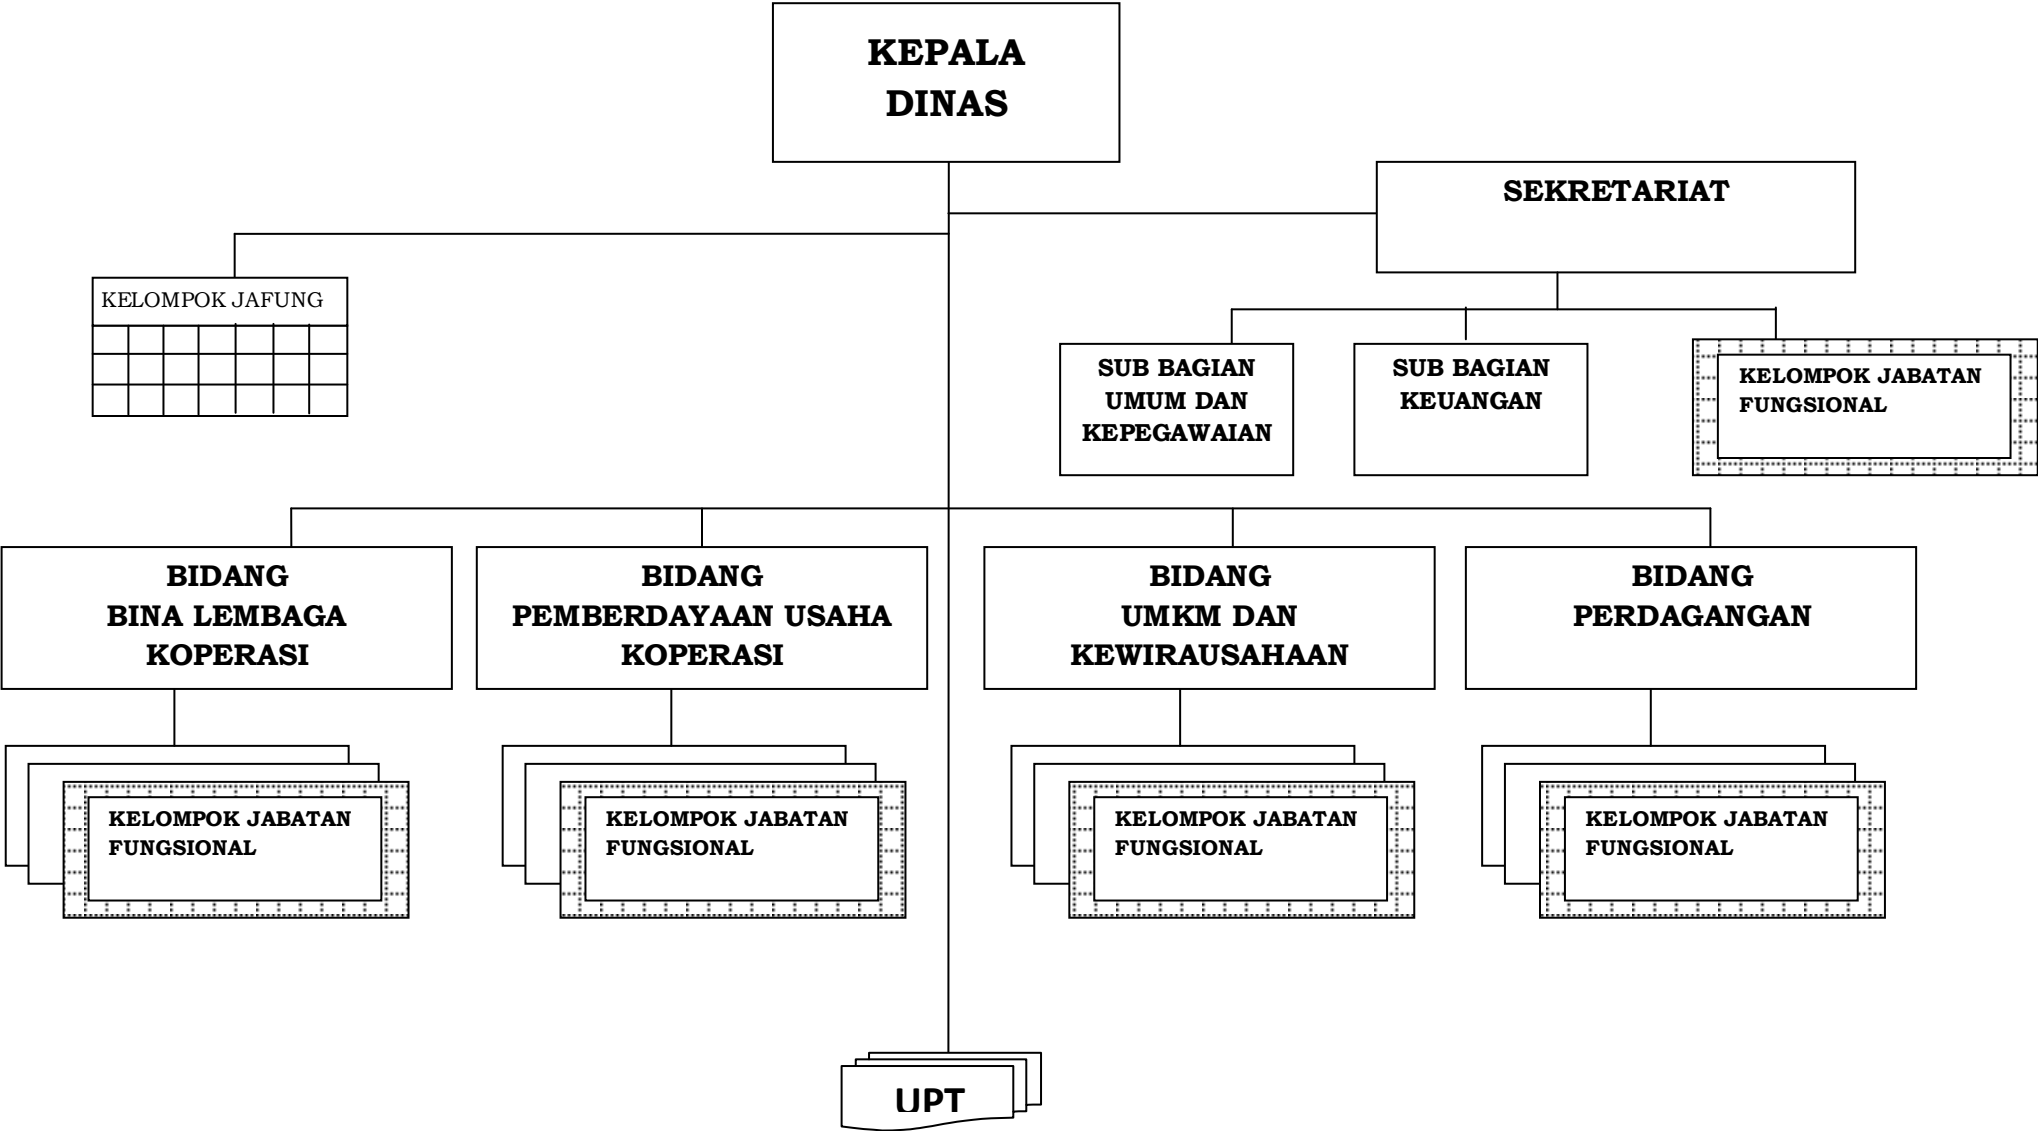 KEPALA
DINAS
SEKRETARIAT
KELOMPOK JAFUNG
SUB BAGIAN
UMUM DAN
KEPEGAWAIAN
SUB BAGIAN
KEUANGAN
KELOMPOK JABATAN
FUNGSIONAL
BIDANG
BINA LEMBAGA
KOPERASI
BIDANG
PEMBERDAYAAN USAHA
KOPERASI
BIDANG
UMKM DAN
KEWIRAUSAHAAN
BIDANG
PERDAGANGAN
KELOMPOK JABATAN
FUNGSIONAL
KELOMPOK JABATAN
FUNGSIONAL
KELOMPOK JABATAN
FUNGSIONAL
KELOMPOK JABATAN
FUNGSIONAL
UPT